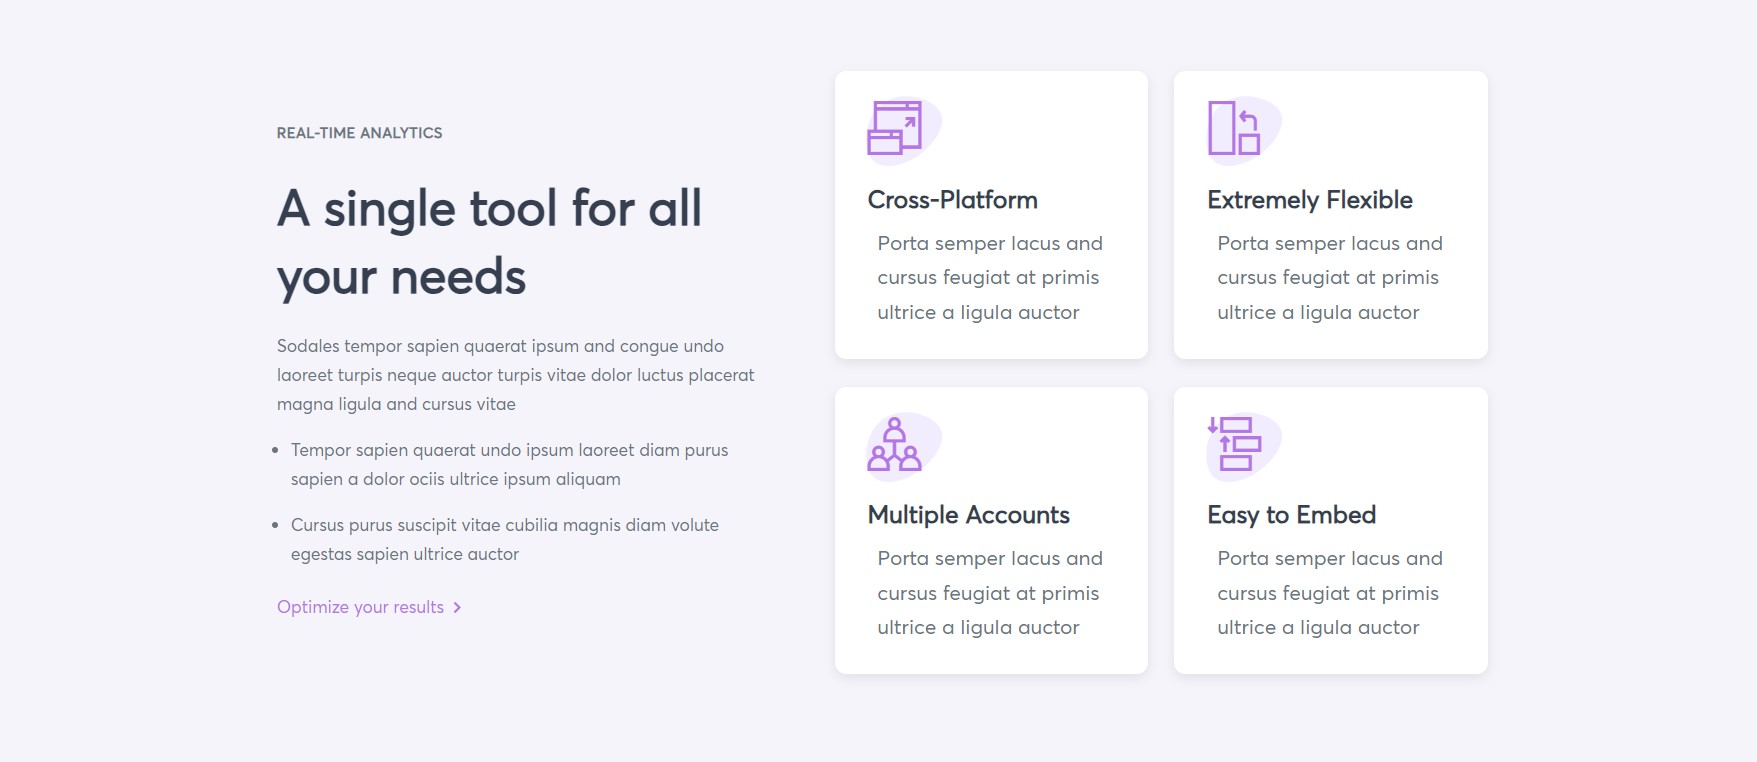 REAL-TIME ANALYTICS
A single tool for all
your needs
Sodales tempor sapien quaerat ipsum and congue undo
laoreet turpis neque auctor turpis vitae dolor luctus placerat
magna ligula and cursus vitae
• Tempor sapien quaerat undo ipsum laoreet diam purus
sapien a dolor ociis ultrice ipsum aliquam
• Cursus purus suscipit vitae cubilia magnis diam volute
egestas sapien ultrice auctor
Optimize your results
Cross-Platform
Porta semper lacus and
cursus feugiat at primis
ultrice a ligula auctor
Extremely Flexible
Porta semper lacus and
cursus feugiat at primis
ultrice a ligula auctor
Multiple Accounts
Porta semper lacus and
cursus feugiat at primis
ultrice a ligula auctor
Easy to Embed
Porta semper lacus and
cursus feugiat at primis
ultrice a ligula auctor